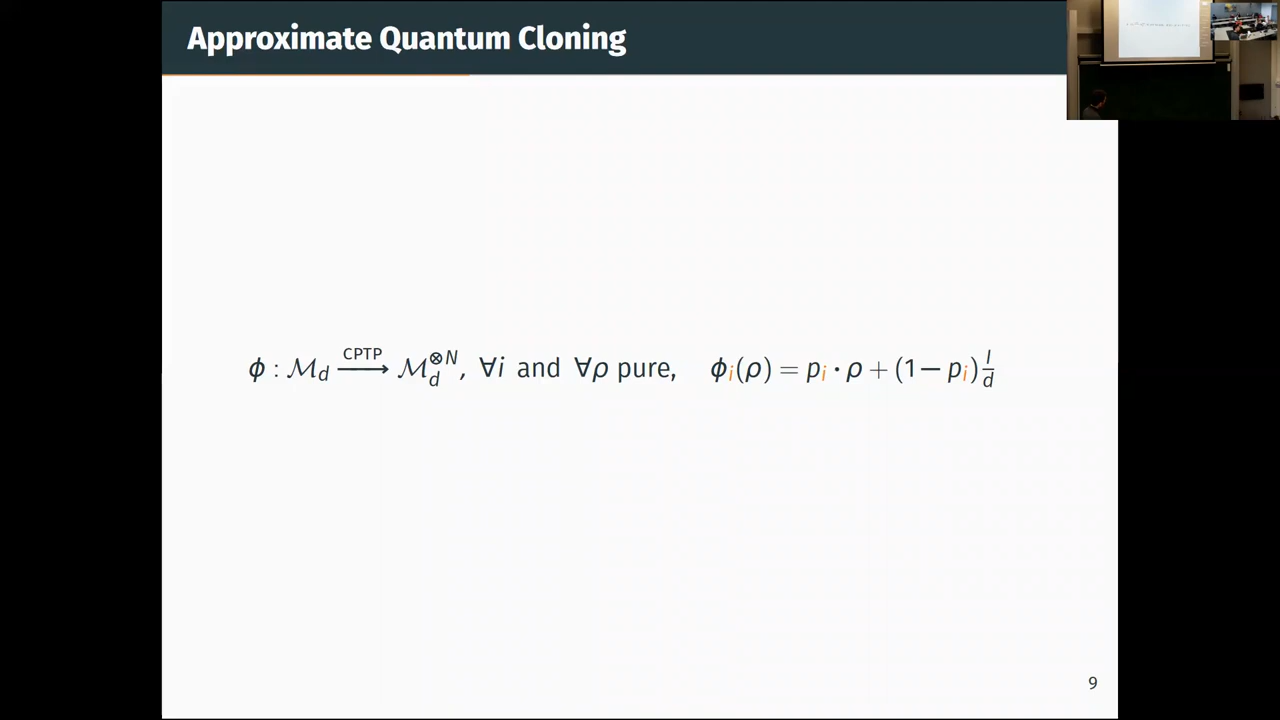 Approximate Quantum Cloning
ϕ : ℳ_d —CPTP→ ℳ_d^{⊗N}, ∀i and ∀ρ pure, ϕ_i(ρ) = p_i · ρ + (1 − p_i) I/d
9